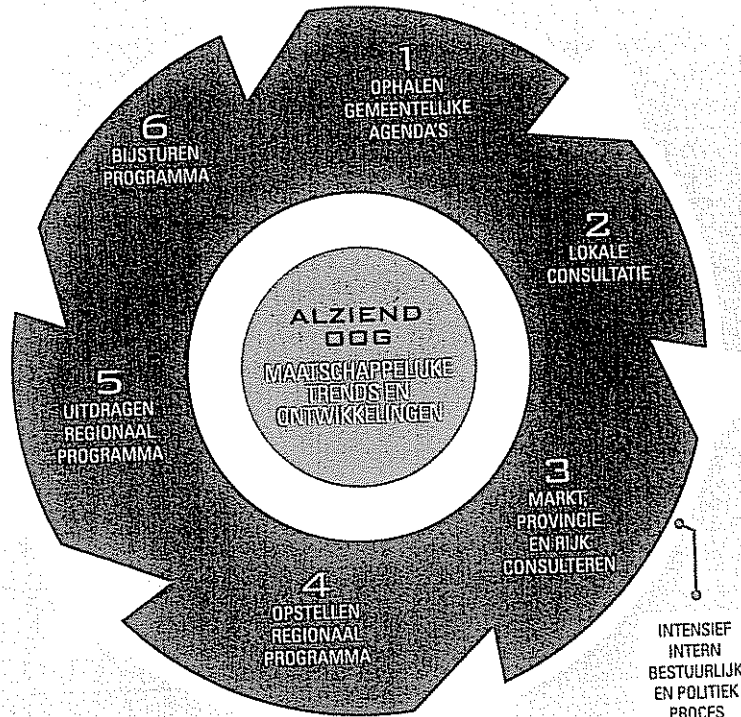 1
OPHALEN
GEMEENTELIJKE
AGENDA'S
2
LOKALE
CONSULTATIE
3
MARKT,
PROVINCIE
EN RIJK
CONSULTEREN
4
OPSTELLEN
REGIONAAL
PROGRAMMA
5
UITDRAGEN
REGIONAAL
PROGRAMMA
6
BIJSTUREN
PROGRAMMA
ALZIEND
OOG
MAATSCHAPPELIJKE
TRENDS EN
ONTWIKKELINGEN
INTENSIEF
INTERN
BESTUURLIJK
EN POLITIEK
PROCES